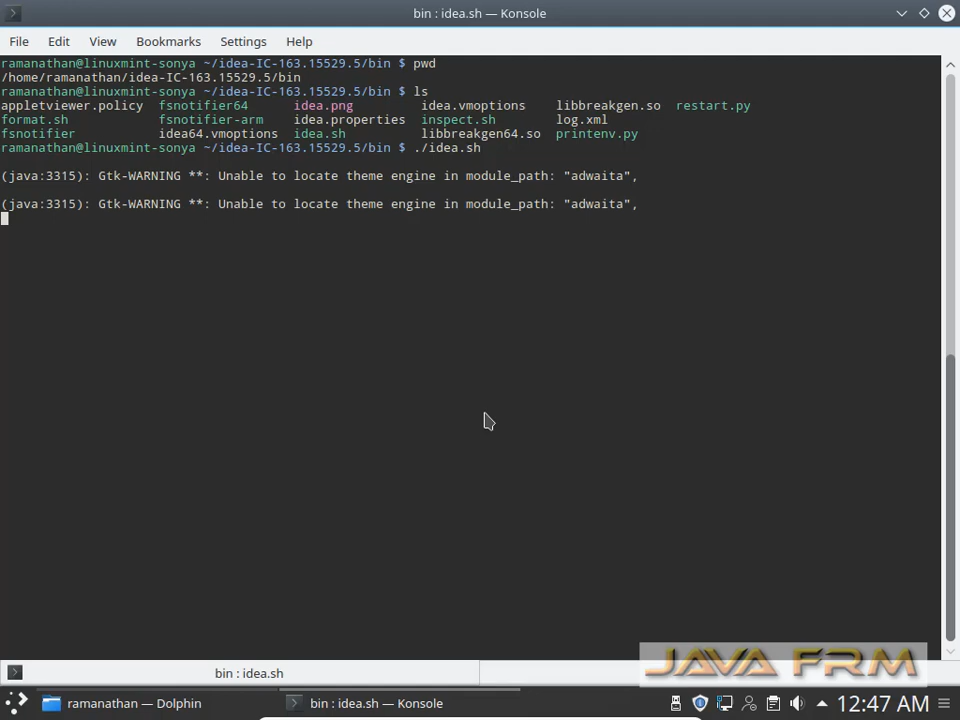 bin : idea.sh — Konsole
File Edit View Bookmarks Settings Help
ramanathan@linuxmint-sonya ~/idea-IC-163.15529.5/bin $ pwd
/home/ramanathan/idea-IC-163.15529.5/bin
ramanathan@linuxmint-sonya ~/idea-IC-163.15529.5/bin $ ls
appletviewer.policy fsnotifier64 idea.png idea.vmoptions libbreakgen.so restart.py
format.sh fsnotifier-arm idea.properties inspect.sh log.xml
fsnotifier idea64.vmoptions idea.sh libbreakgen64.so printenv.py
ramanathan@linuxmint-sonya ~/idea-IC-163.15529.5/bin $ ./idea.sh
(java:3315): Gtk-WARNING **: Unable to locate theme engine in module_path: "adwaita",
(java:3315): Gtk-WARNING **: Unable to locate theme engine in module_path: "adwaita",
bin : idea.sh
JAVA FRM
ramanathan — Dolphin bin : idea.sh — Konsole 12:47 AM